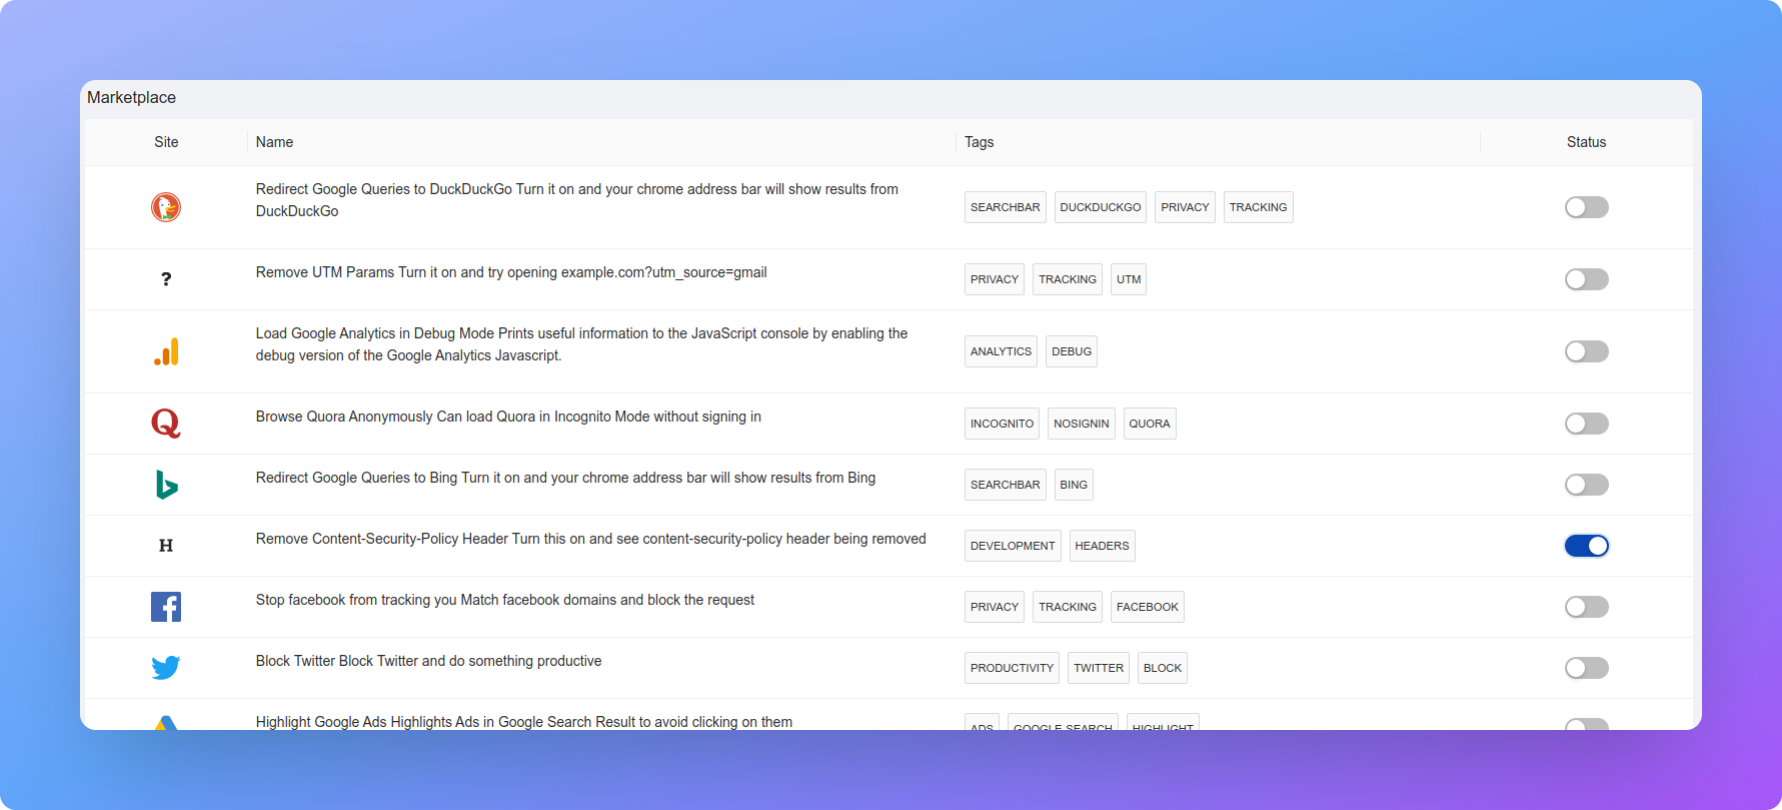 Marketplace
Site Name Tags Status
Redirect Google Queries to DuckDuckGo Turn it on and your chrome address bar will show results from
DuckDuckGo
SEARCHBAR DUCKDUCKGO PRIVACY TRACKING
?
Remove UTM Params Turn it on and try opening example.com?utm_source=gmail
PRIVACY TRACKING UTM
Load Google Analytics in Debug Mode Prints useful information to the JavaScript console by enabling the
debug version of the Google Analytics Javascript.
ANALYTICS DEBUG
Q
Browse Quora Anonymously Can load Quora in Incognito Mode without signing in
INCOGNITO NOSIGNIN QUORA
b
Redirect Google Queries to Bing Turn it on and your chrome address bar will show results from Bing
SEARCHBAR BING
H
Remove Content-Security-Policy Header Turn this on and see content-security-policy header being removed
DEVELOPMENT HEADERS
f
Stop facebook from tracking you Match facebook domains and block the request
PRIVACY TRACKING FACEBOOK
Block Twitter Block Twitter and do something productive
PRODUCTIVITY TWITTER BLOCK
Highlight Google Ads Highlights Ads in Google Search Result to avoid clicking on them
ADS GOOGLE SEARCH HIGHLIGHT